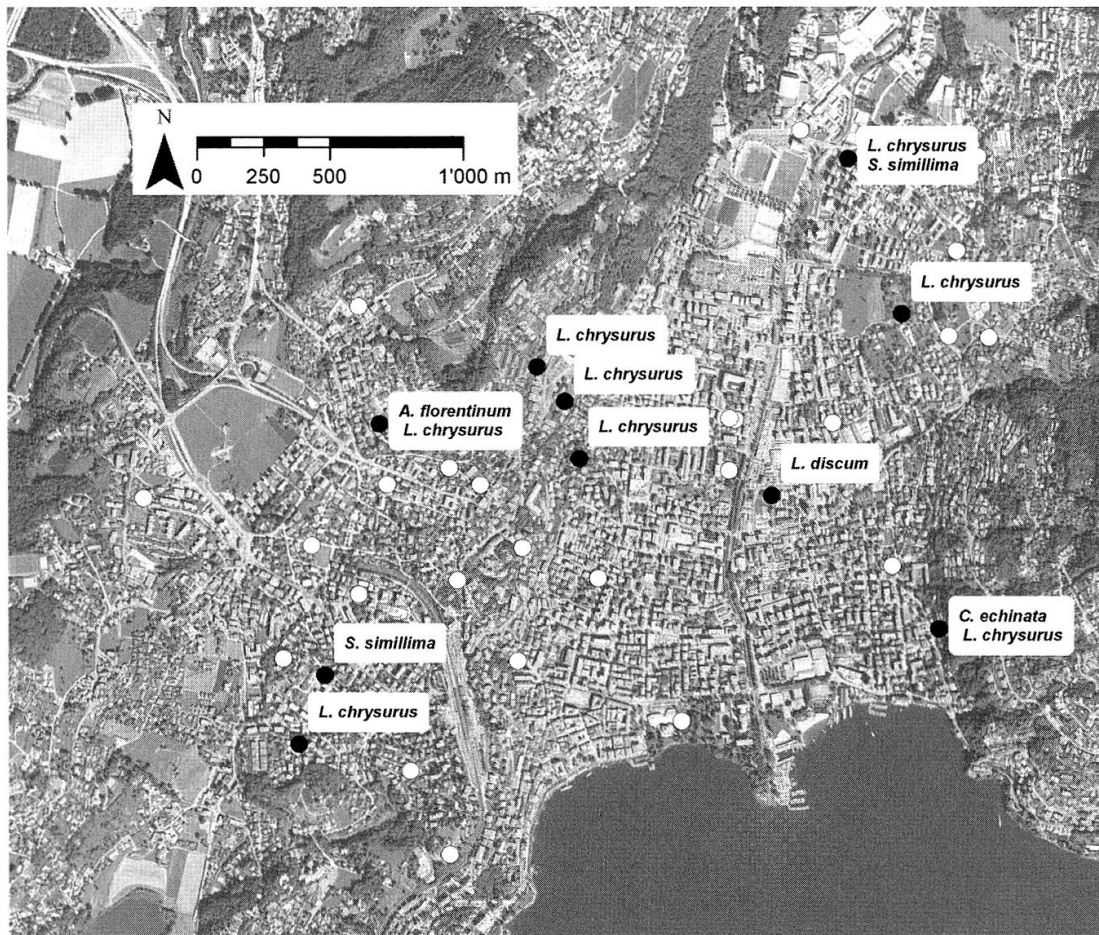 N
0 250 500 1'000 m
L. chrysurus
S. simillima
L. chrysurus
L. chrysurus
L. chrysurus
A. florentinum
L. chrysurus
L. chrysurus
L. discum
C. echinata
L. chrysurus
S. simillima
L. chrysurus